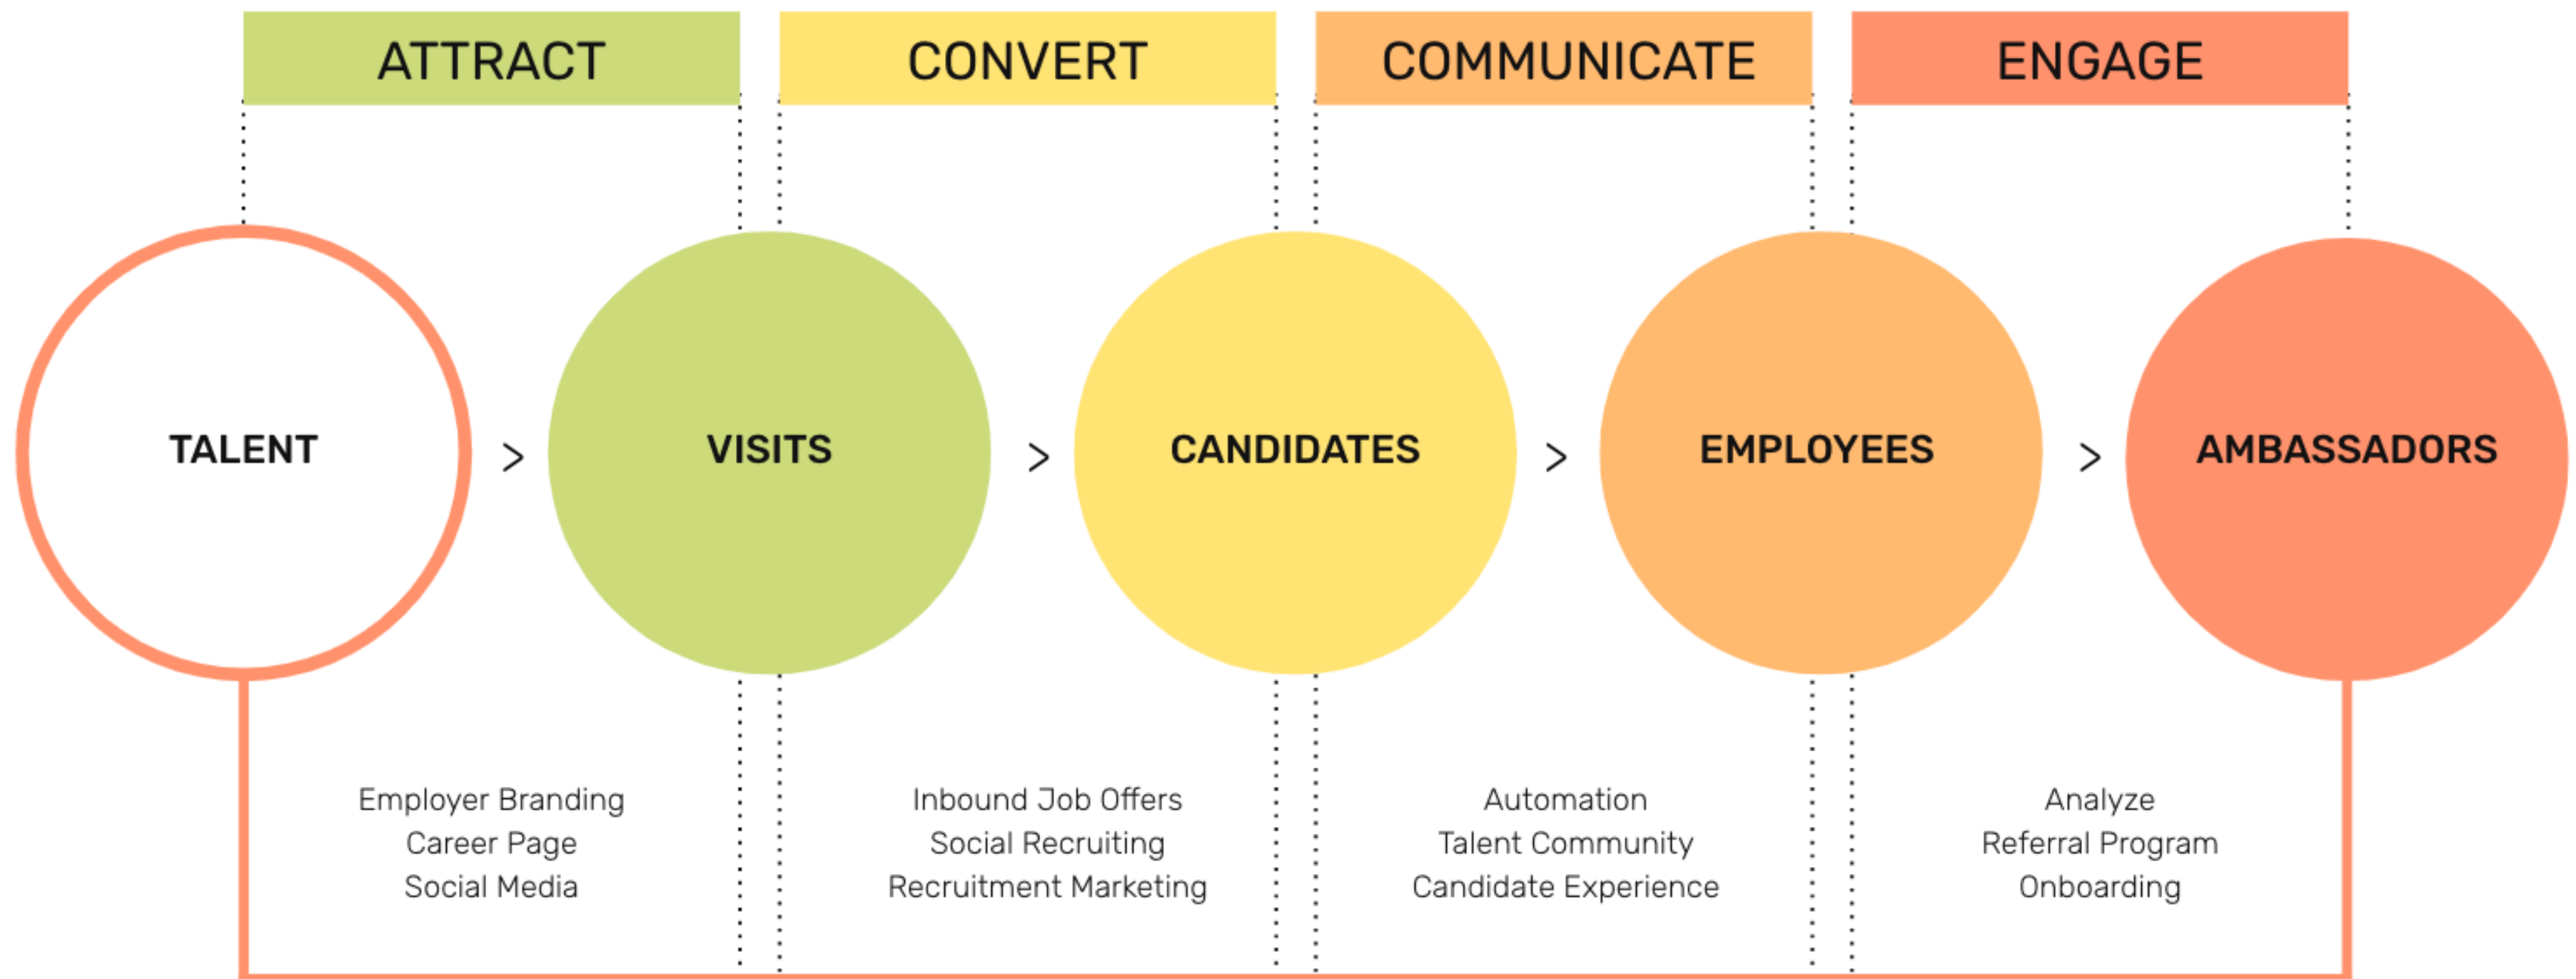 ATTRACT
CONVERT
COMMUNICATE
ENGAGE
TALENT
>
VISITS
>
CANDIDATES
>
EMPLOYEES
>
AMBASSADORS
Employer Branding
Career Page
Social Media
Inbound Job Offers
Social Recruiting
Recruitment Marketing
Automation
Talent Community
Candidate Experience
Analyze
Referral Program
Onboarding